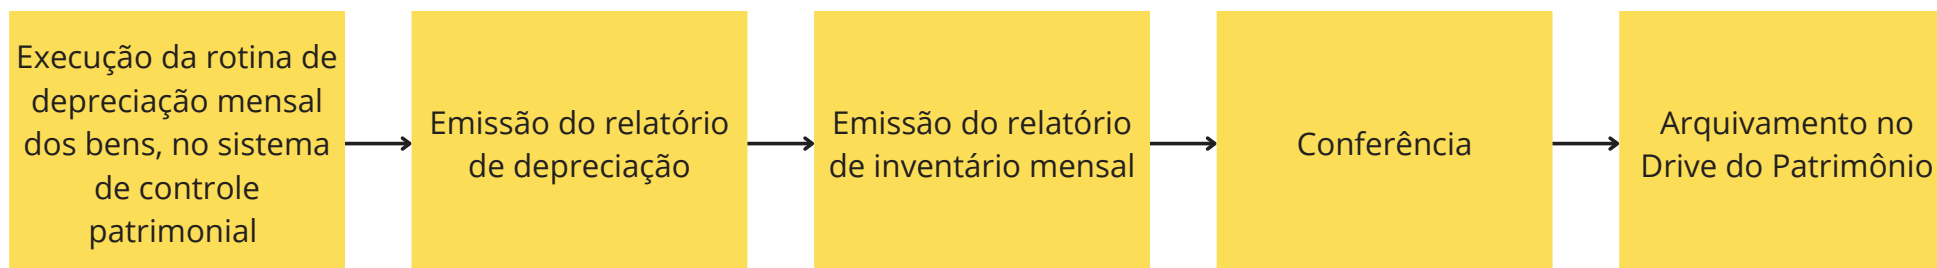 Execução da rotina de
depreciação mensal
dos bens, no sistema
de controle
patrimonial
Emissão do relatório
de depreciação
Emissão do relatório
de inventário mensal
Conferência
Arquivamento no
Drive do Patrimônio